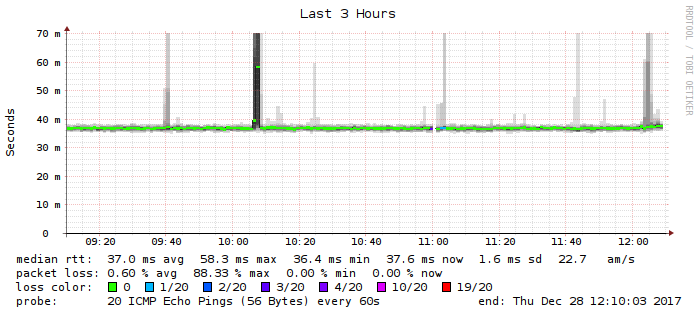 Last 3 Hours
RRDTOOL / TOBI OETIKER
Seconds
70 m
60 m
50 m
40 m
30 m
20 m
10 m
0
09:20 09:40 10:00 10:20 10:40 11:00 11:20 11:40 12:00
median rtt: 37.0 ms avg 58.3 ms max 36.4 ms min 37.6 ms now 1.6 ms sd 22.7 am/s
packet loss: 0.60 % avg 88.33 % max 0.00 % min 0.00 % now
loss color: 0 1/20 2/20 3/20 4/20 10/20 19/20
probe: 20 ICMP Echo Pings (56 Bytes) every 60s end: Thu Dec 28 12:10:03 2017